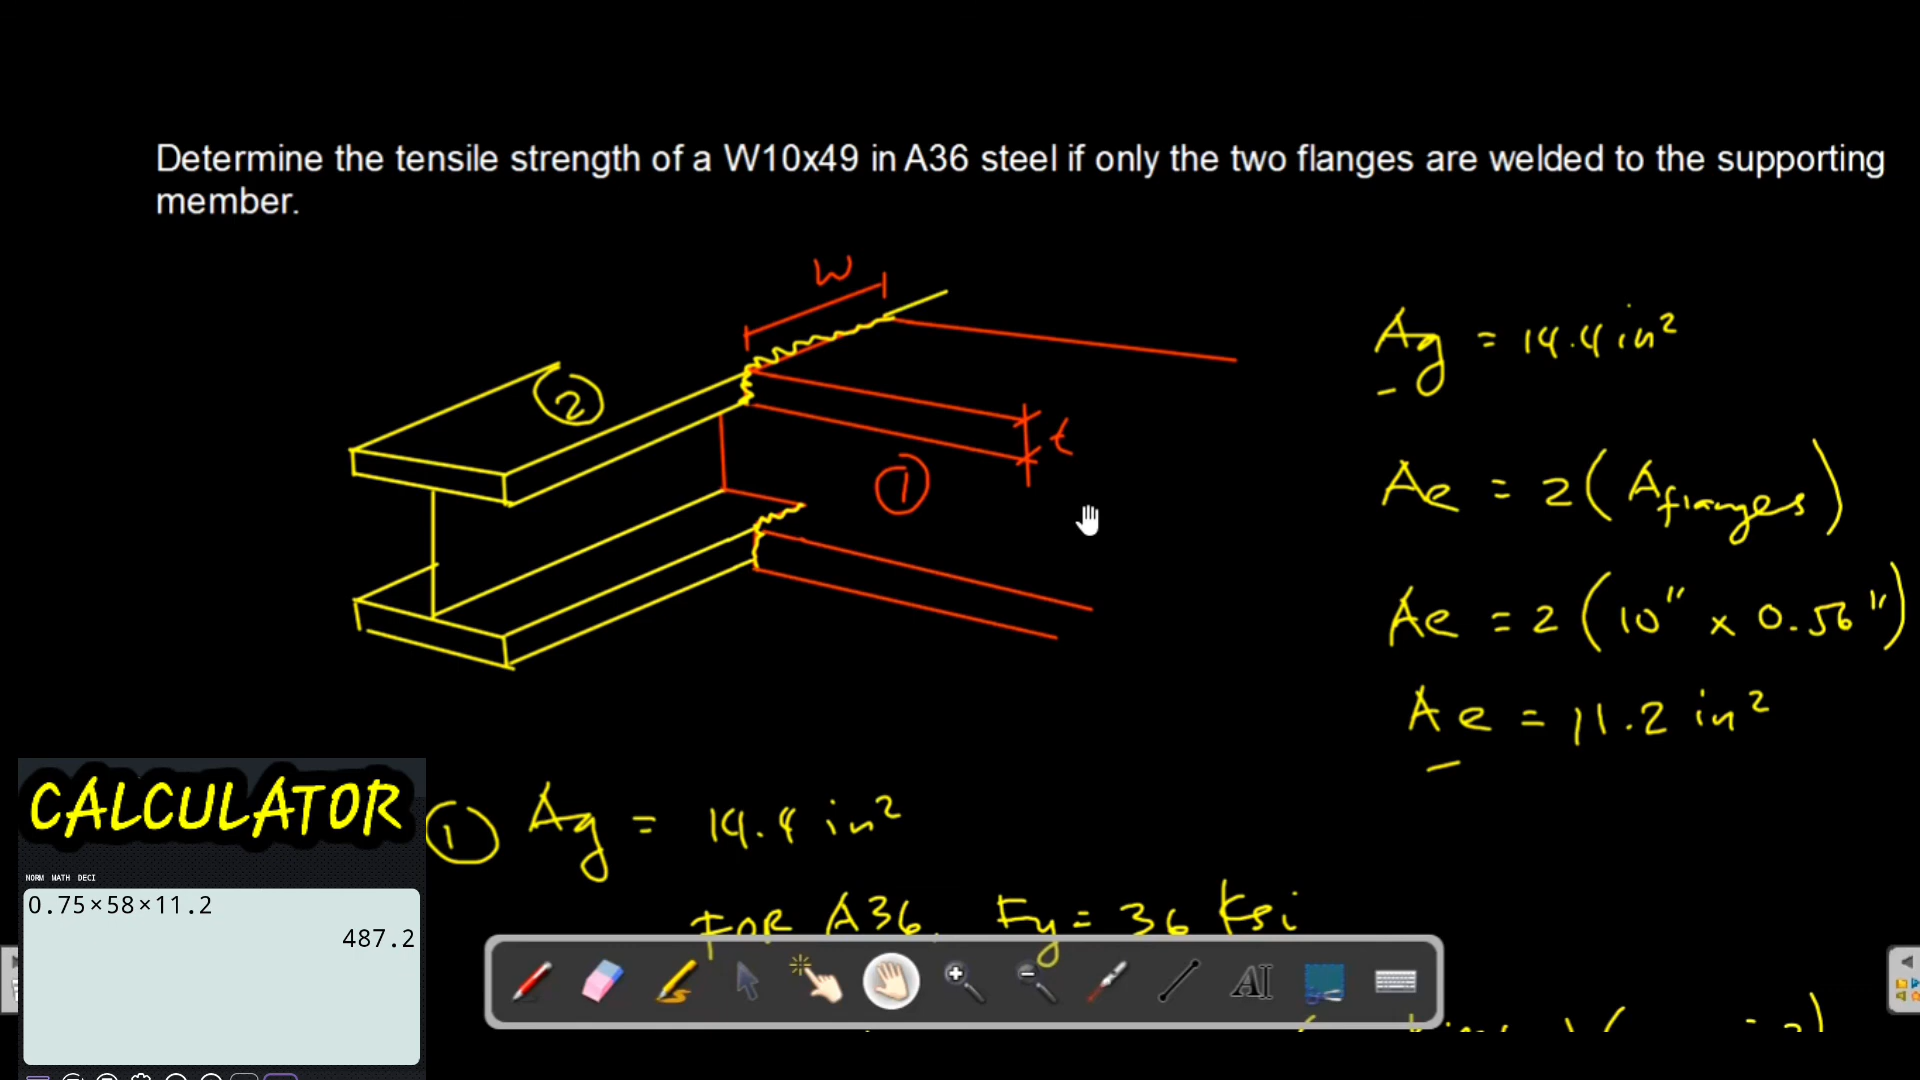 Determine the tensile strength of a W10x49 in A36 steel if only the two flanges are welded to the supporting
member.
W
2
t
1
Ag = 14.4 in²
Ae = 2(Aflanges)
Ae = 2(10" x 0.56")
Ae = 11.2 in²
CALCULATOR
1 Ag = 14.4 in²
FOR A36, Fy = 36 Ksi
NORM MATH DECI
0.75×58×11.2
487.2
AI